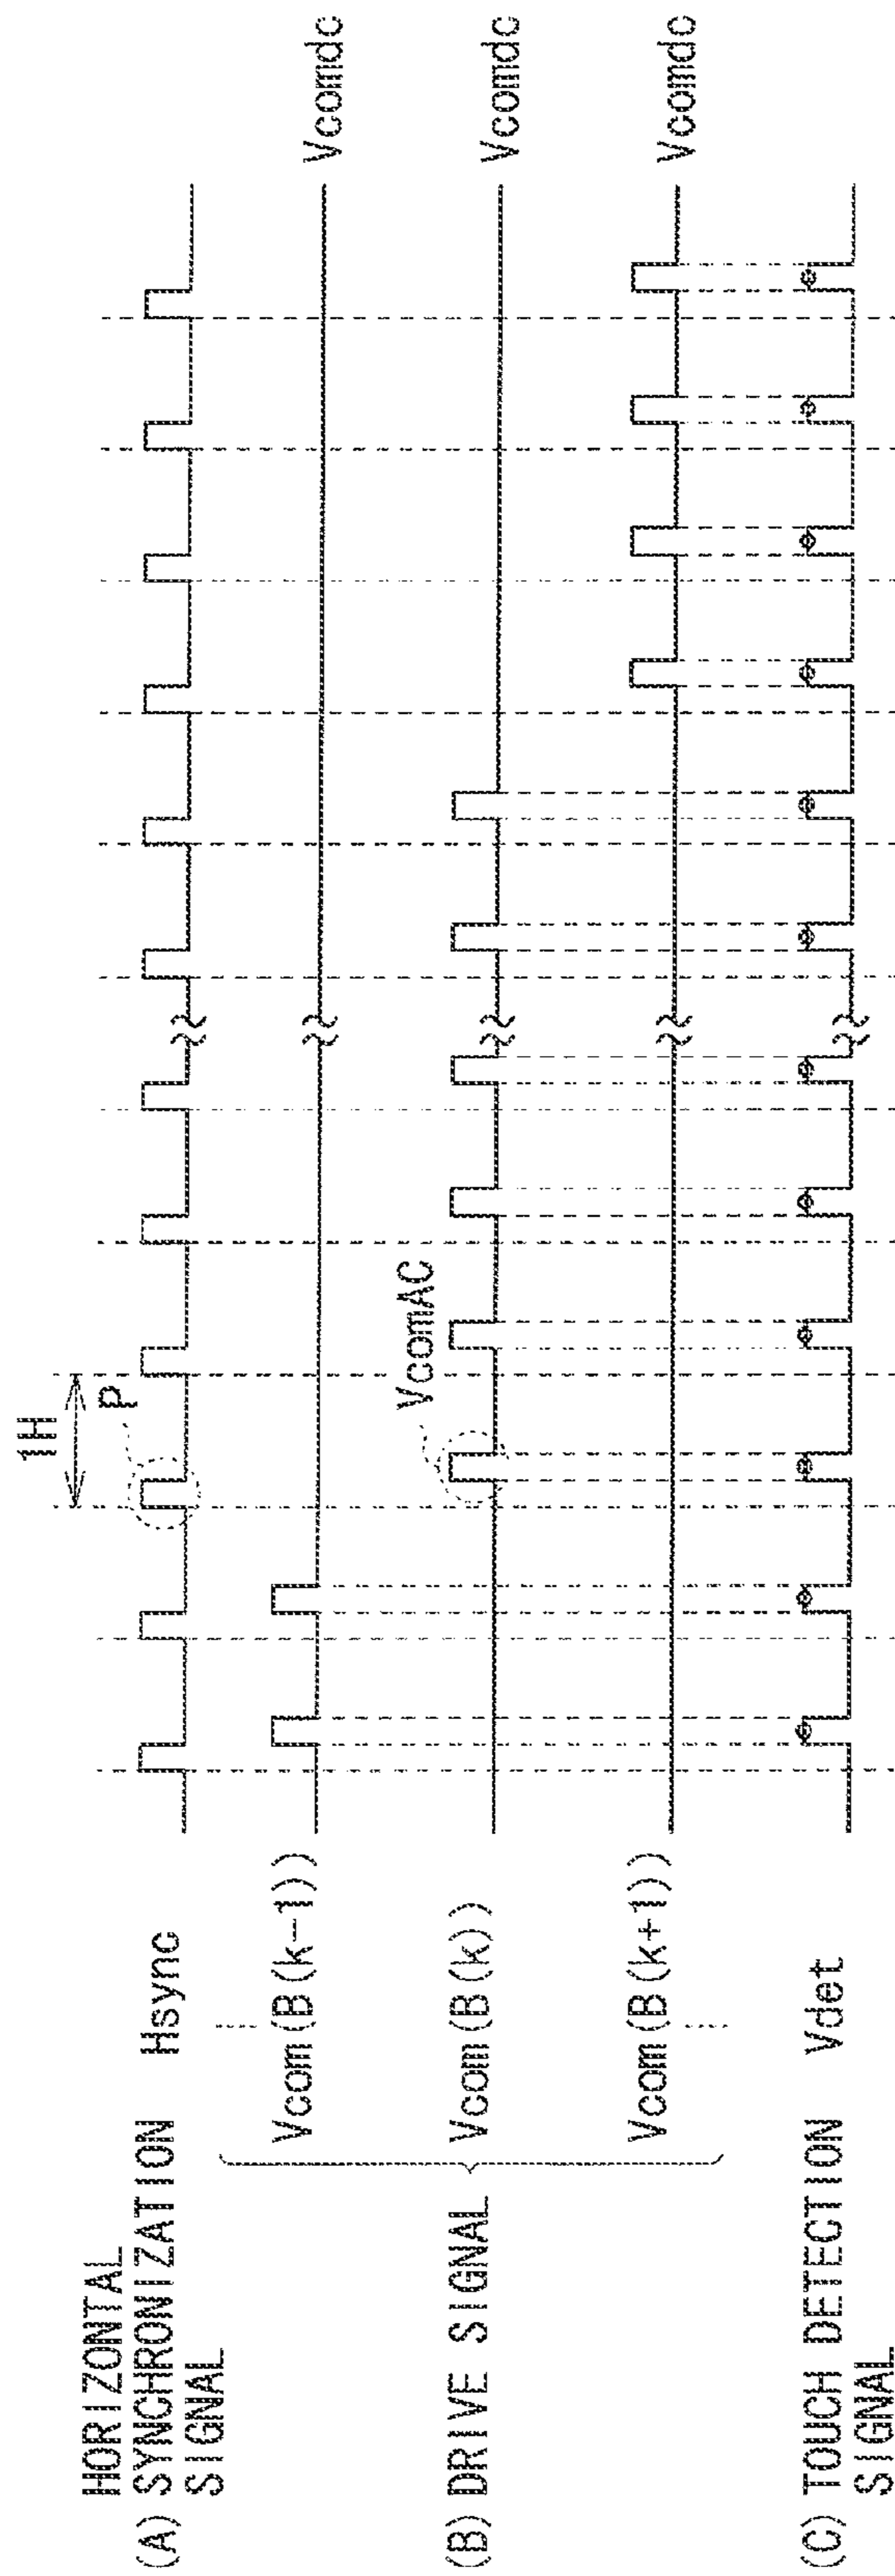 1H
P
HORIZONTAL
(A) SYNCHRONIZATION Hsync
SIGNAL
Vcom(B(k-1))
Vcomdc
VcomAC
(B) DRIVE SIGNAL
Vcom(B(k))
Vcomdc
Vcom(B(k+1))
Vcomdc
(C) TOUCH DETECTION Vdet
SIGNAL